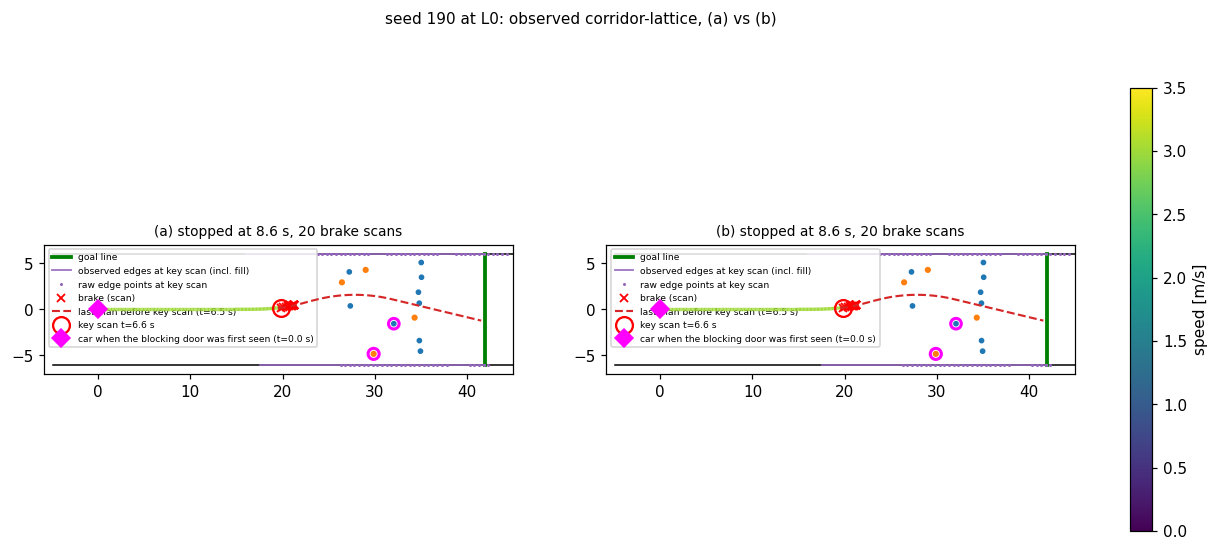 seed 190 at L0: observed corridor-lattice, (a) vs (b)
(a) stopped at 8.6 s, 20 brake scans
goal line
observed edges at key scan (incl. fill)
raw edge points at key scan
brake (scan)
last plan before key scan (t=6.5 s)
key scan t=6.6 s
car when the blocking door was first seen (t=0.0 s)
5
0
−5
0
10
20
30
40
(b) stopped at 8.6 s, 20 brake scans
goal line
observed edges at key scan (incl. fill)
raw edge points at key scan
brake (scan)
last plan before key scan (t=6.5 s)
key scan t=6.6 s
car when the blocking door was first seen (t=0.0 s)
5
0
−5
0
10
20
30
40
3.5
3.0
2.5
2.0
1.5
1.0
0.5
0.0
speed [m/s]